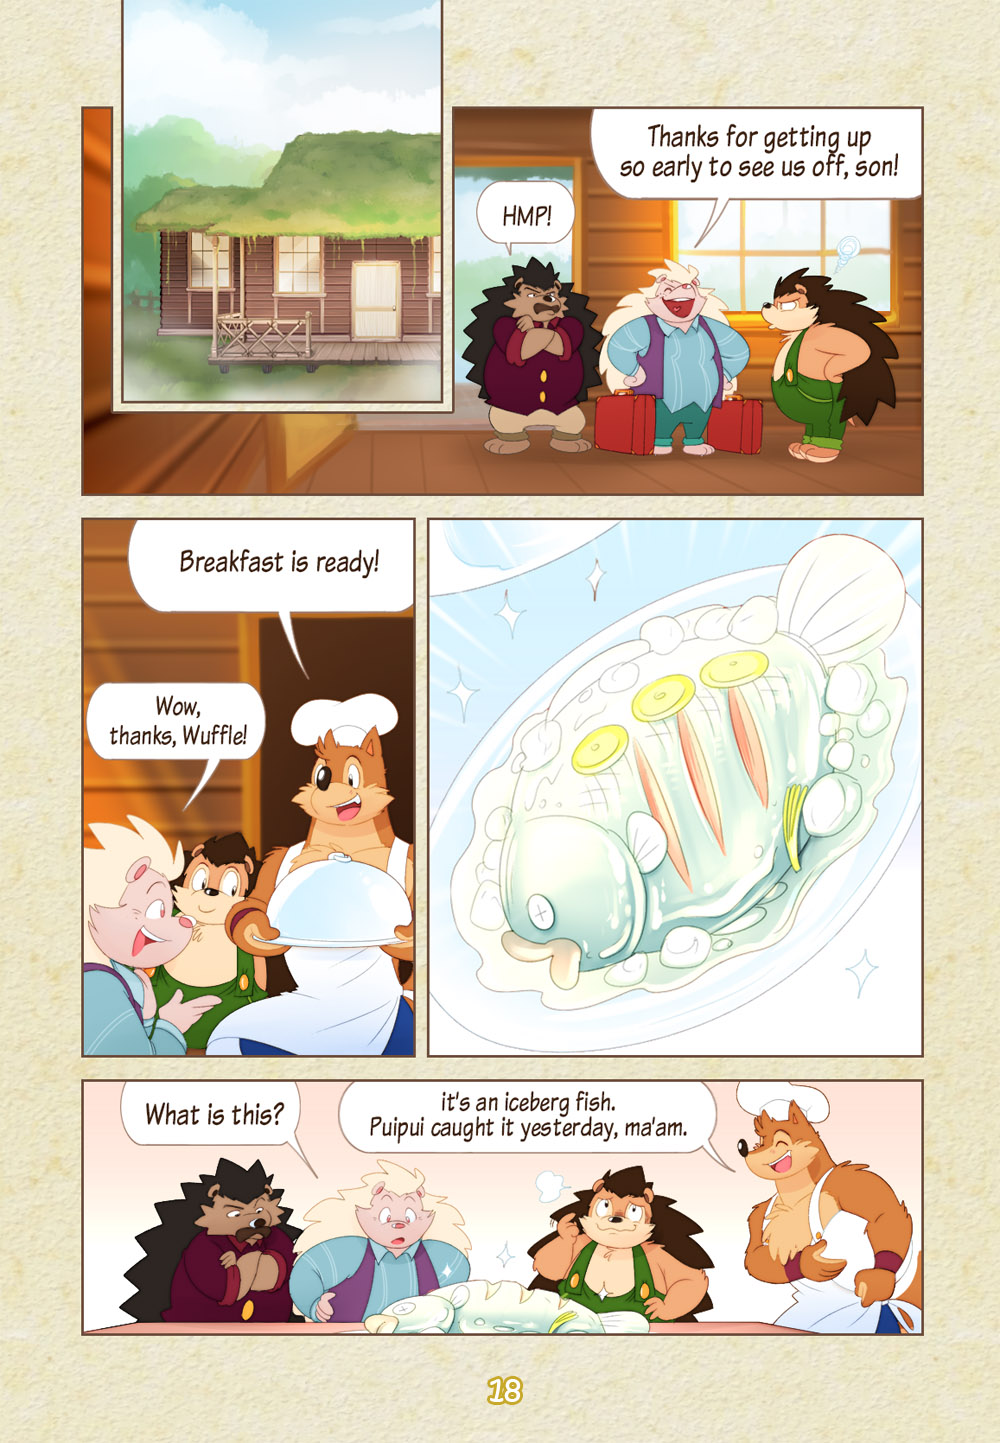 Thanks for getting up
so early to see us off, son!
HMP!
Breakfast is ready!
Wow,
thanks, Wuffle!
What is this?
it's an iceberg fish.
Puipui caught it yesterday, ma'am.
18